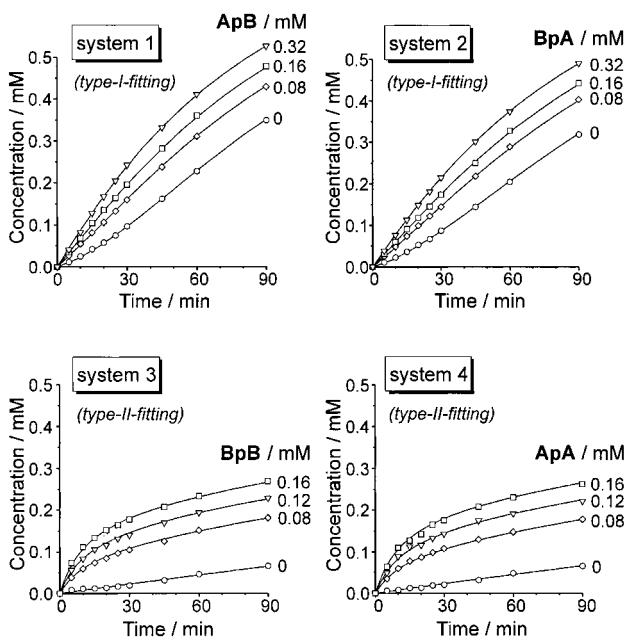 system 1
ApB / mM
(type-I-fitting)
Concentration / mM
0.5
0.4
0.3
0.2
0.1
0.0
0.32
0.16
0.08
0
0 30 60 90
Time / min
system 2
BpA / mM
(type-I-fitting)
Concentration / mM
0.5
0.4
0.3
0.2
0.1
0.0
0.32
0.16
0.08
0
0 30 60 90
Time / min
system 3
(type-II-fitting)
BpB / mM
Concentration / mM
0.5
0.4
0.3
0.2
0.1
0.0
0.16
0.12
0.08
0
0 30 60 90
Time / min
system 4
(type-II-fitting)
ApA / mM
Concentration / mM
0.5
0.4
0.3
0.2
0.1
0.0
0.16
0.12
0.08
0
0 30 60 90
Time / min